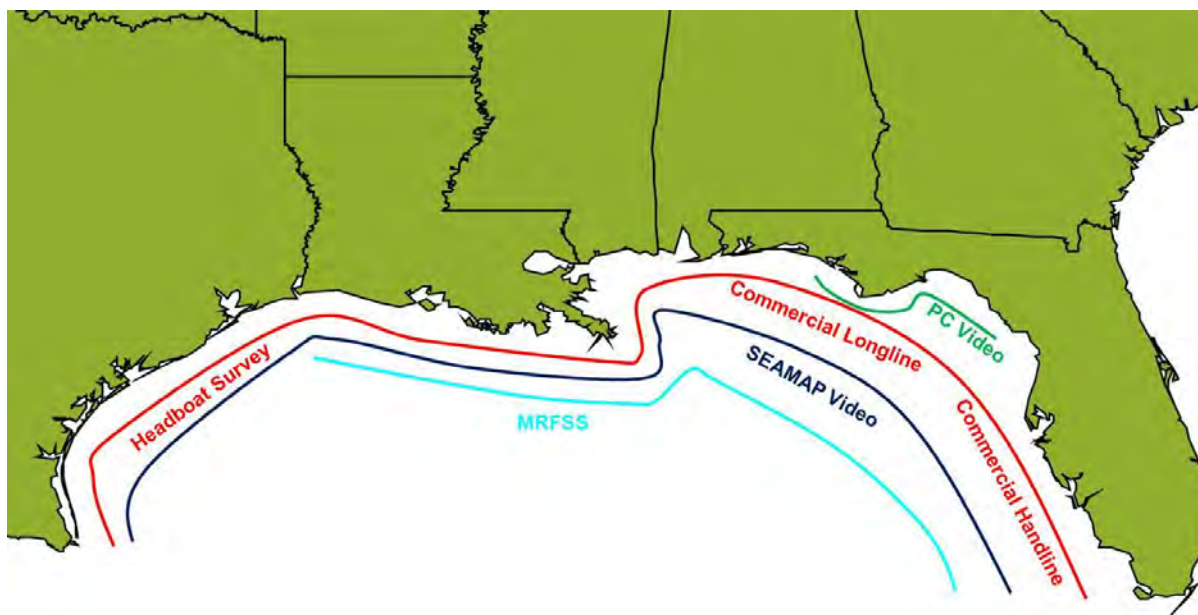 Headboat Survey
MRFSS
Commercial Longline
SEAMAP Video
PC Video
Commercial Handline